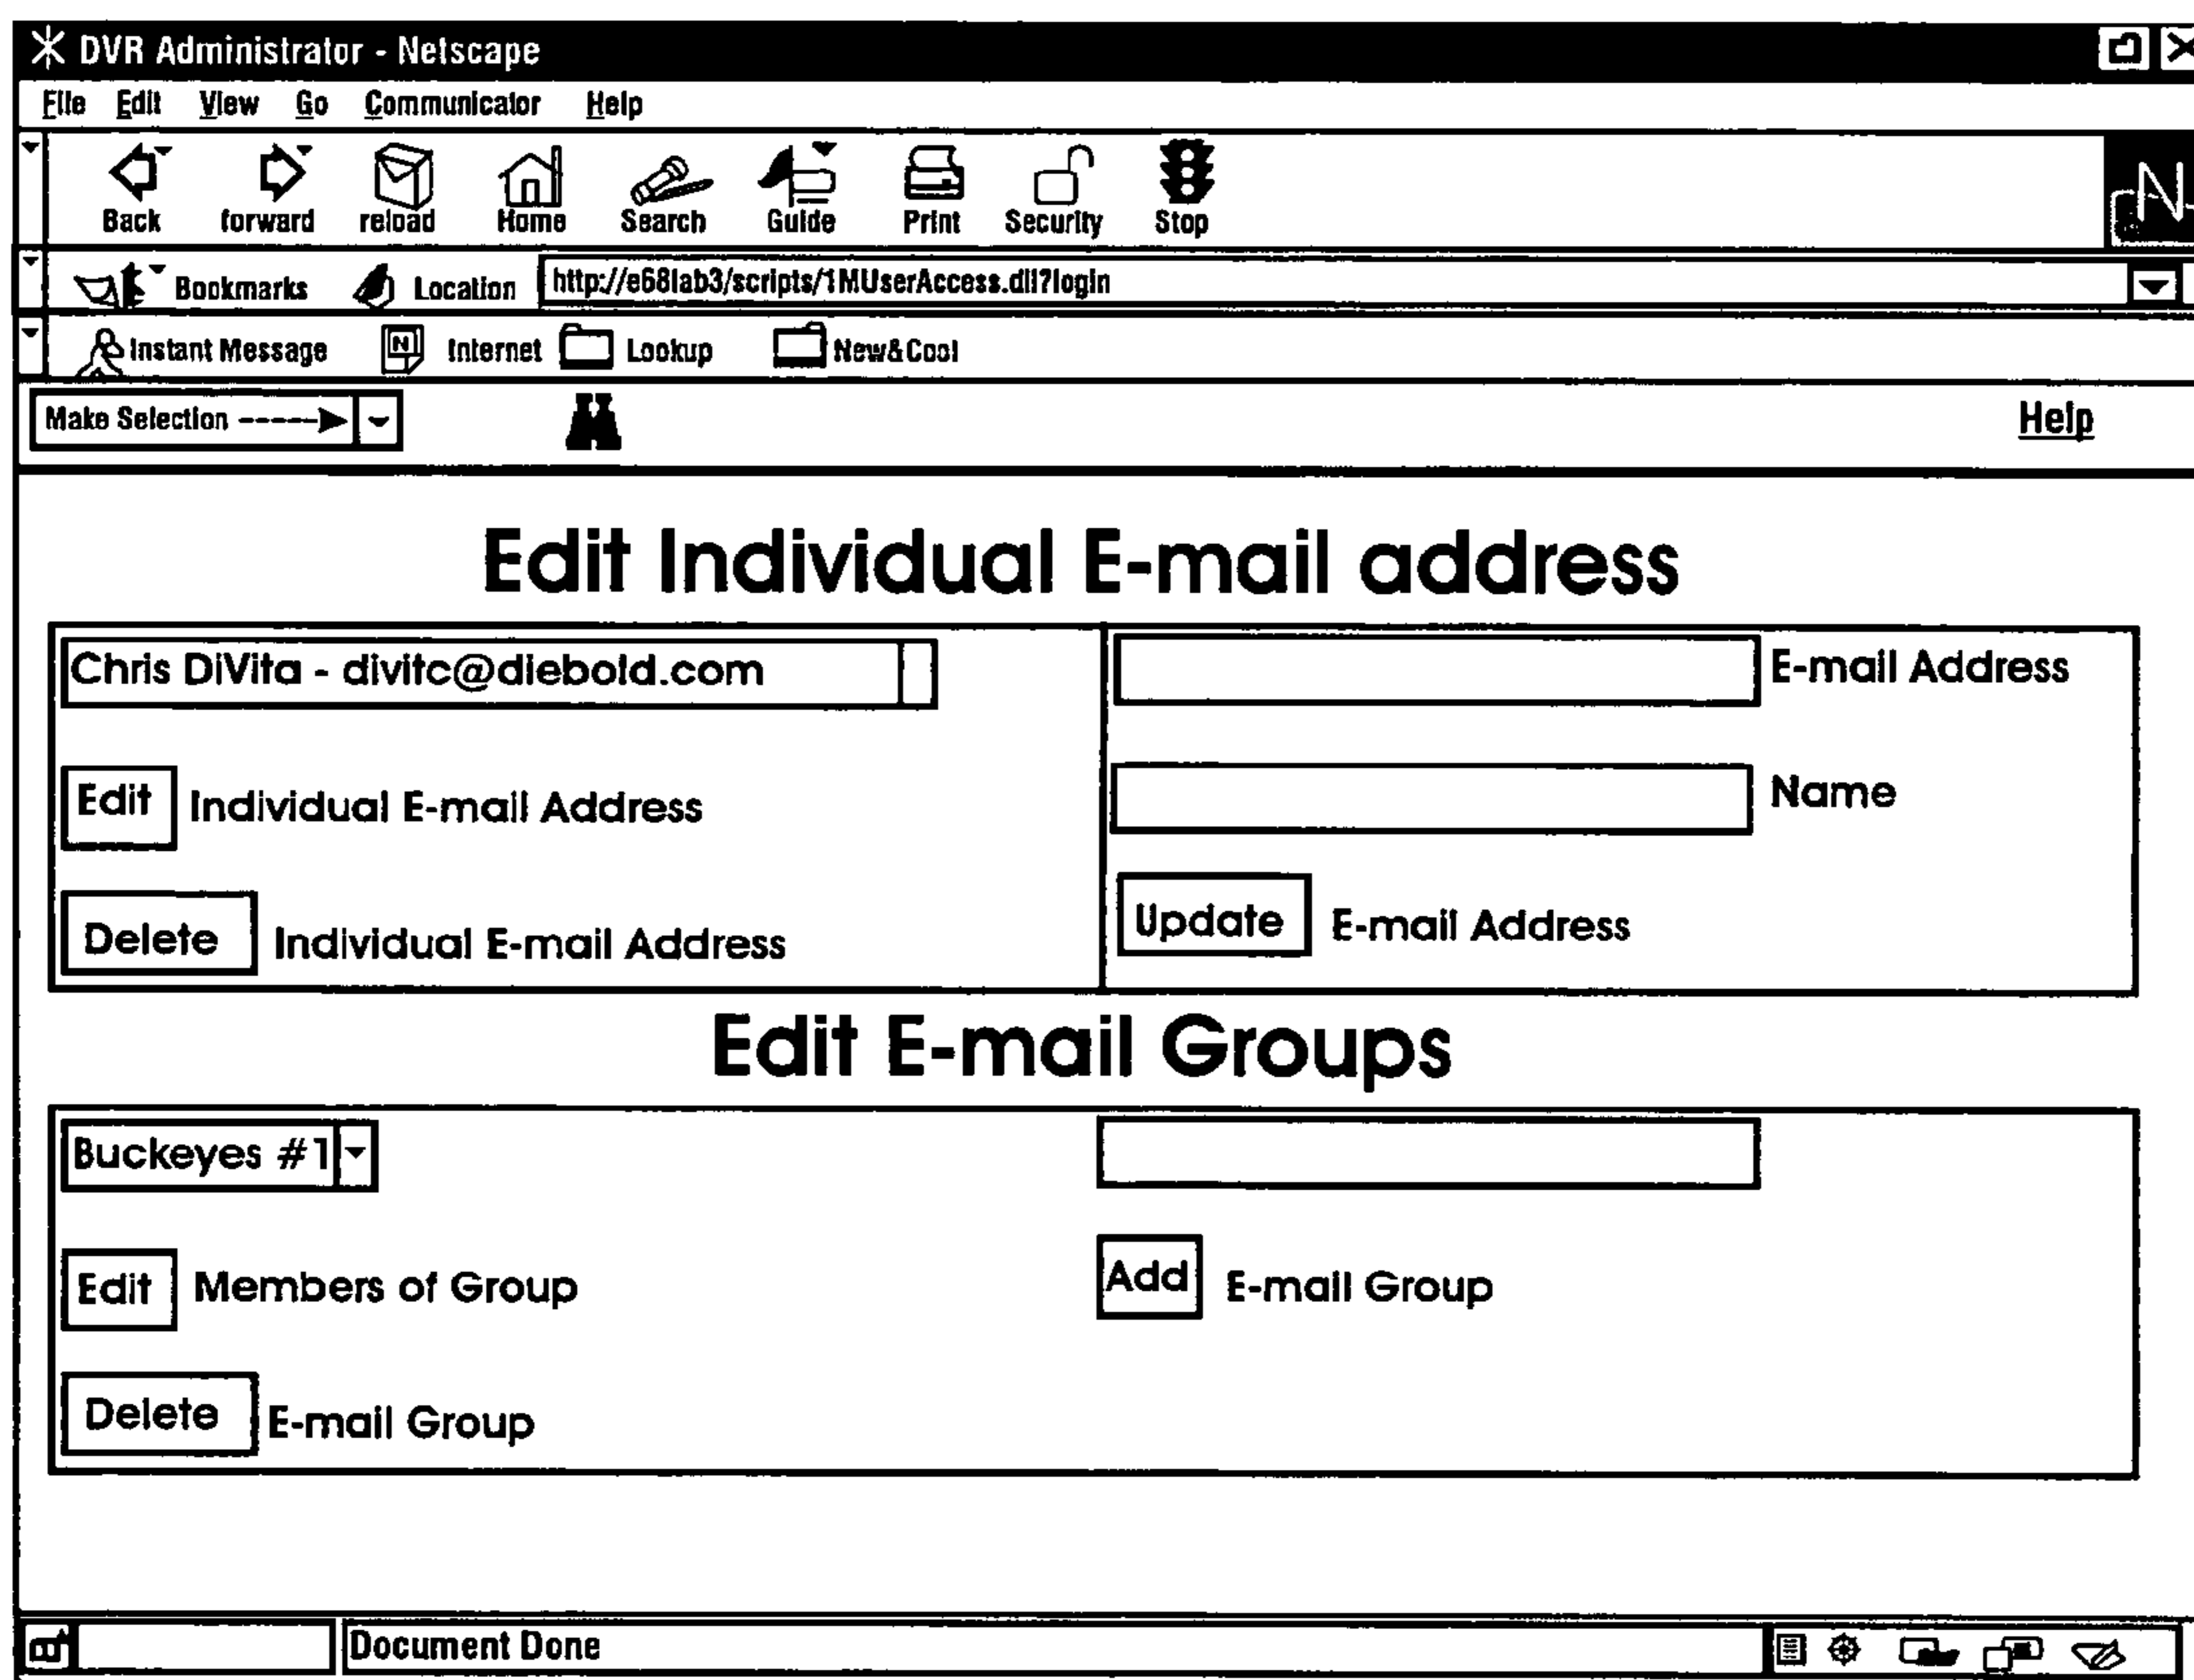 DVR Administrator - Netscape
File Edit View Go Communicator Help
Back forward reload Home Search Guide Print Security Stop
N
Bookmarks Location http://e68lab3/scripts/1MUserAccess.dll?login
Instant Message N Internet Lookup New&Cool
Make Selection -----> Help
Edit Individual E-mail address
Chris DiVita - divitc@diebold.com E-mail Address
Edit Individual E-mail Address Name
Delete Individual E-mail Address Update E-mail Address
Edit E-mail Groups
Buckeyes #1
Edit Members of Group Add E-mail Group
Delete E-mail Group
Document Done